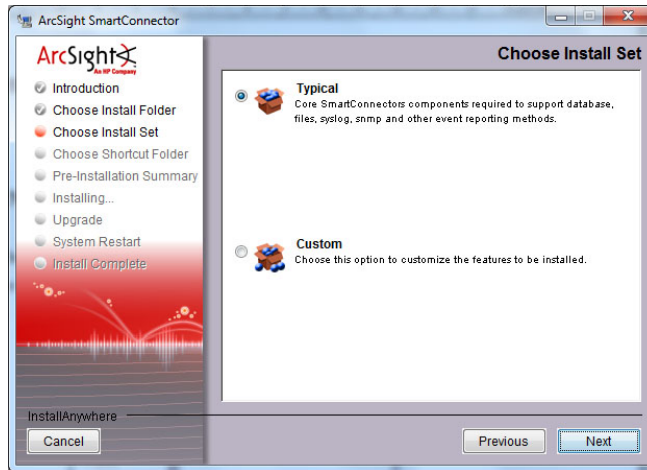 ArcSight SmartConnector
ArcSight
An HP Company
Choose Install Set
Introduction
Choose Install Folder
Choose Install Set
Choose Shortcut Folder
Pre-Installation Summary
Installing...
Upgrade
System Restart
Install Complete
Typical
Core SmartConnectors components required to support database,
files, syslog, snmp and other event reporting methods.
Custom
Choose this option to customize the features to be installed.
InstallAnywhere
Cancel
Previous
Next